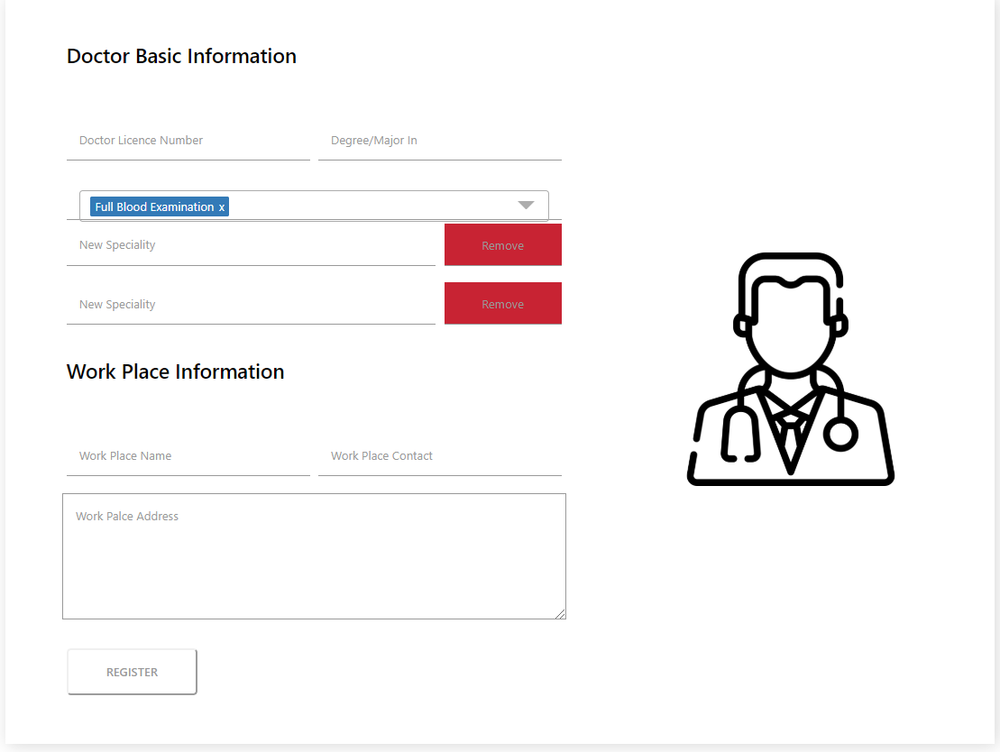 Doctor Basic Information
Doctor Licence Number Degree/Major In
Full Blood Examination x
New Speciality Remove
New Speciality Remove
Work Place Information
Work Place Name Work Place Contact
Work Palce Address
REGISTER